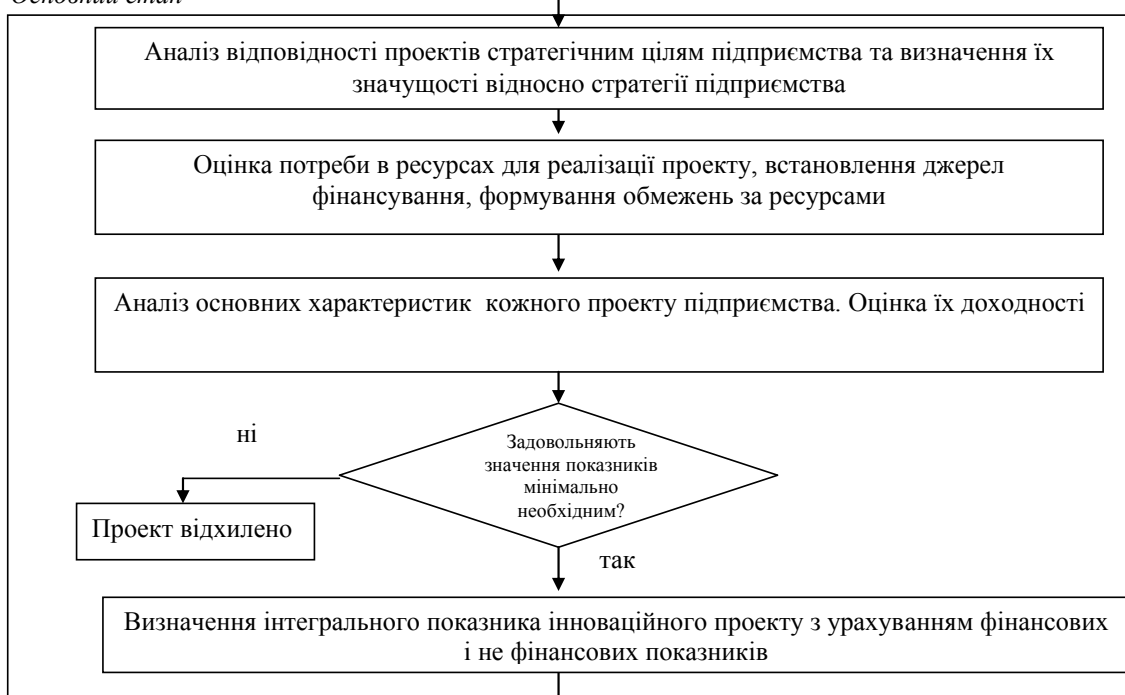 Основний етап
Аналіз відповідності проектів стратегічним цілям підприємства та визначення їх
значущості відносно стратегії підприємства
Оцінка потреби в ресурсах для реалізації проекту, встановлення джерел
фінансування, формування обмежень за ресурсами
Аналіз основних характеристик кожного проекту підприємства. Оцінка їх доходності
Задовольняють
значення показників
мінімально
необхідним?
ні
Проект відхилено
так
Визначення інтегрального показника інноваційного проекту з урахуванням фінансових
і не фінансових показників